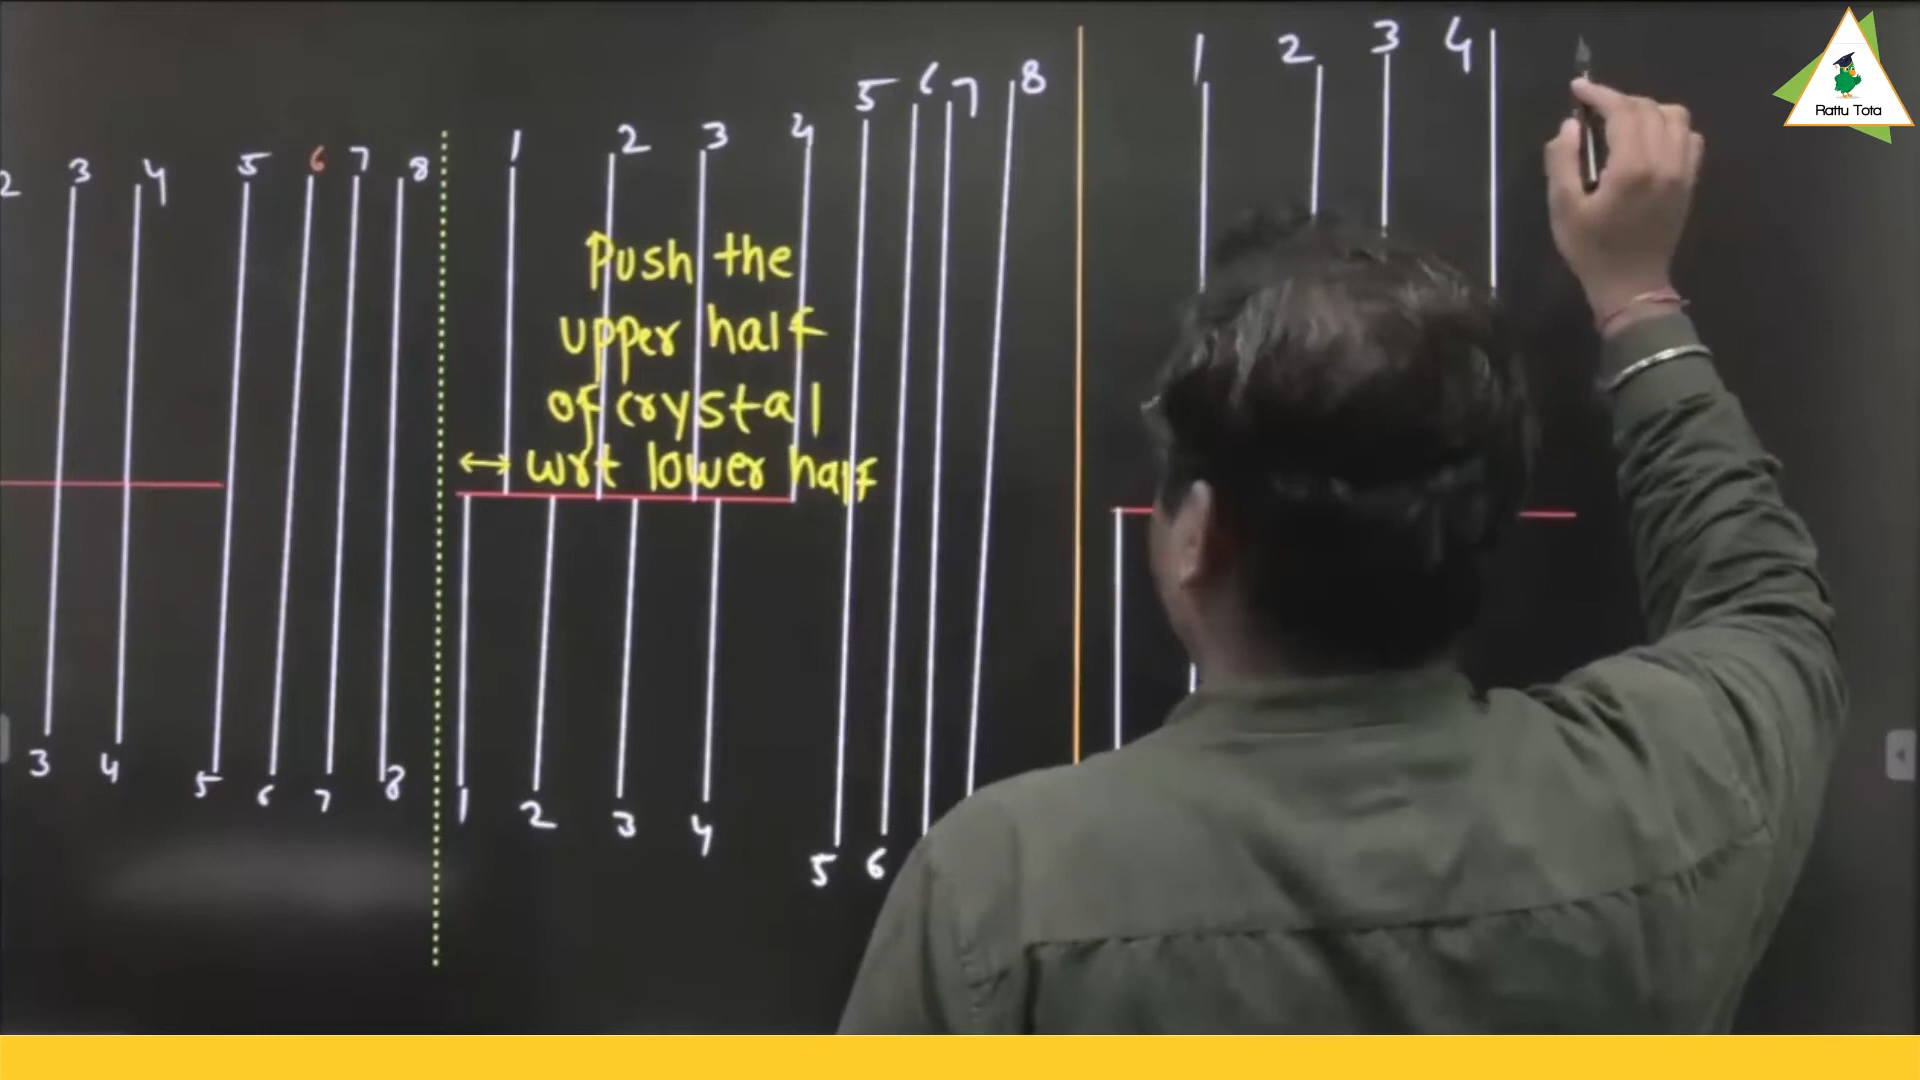 1 2 3 4
5 6 7 8
1 2 3 4
2 3 4 5 6 7 8
Push the
upper half
of crystal
↔ wrt lower half
3 4 5 6 7 8
1 2 3 4
5 6
Rattu Tota